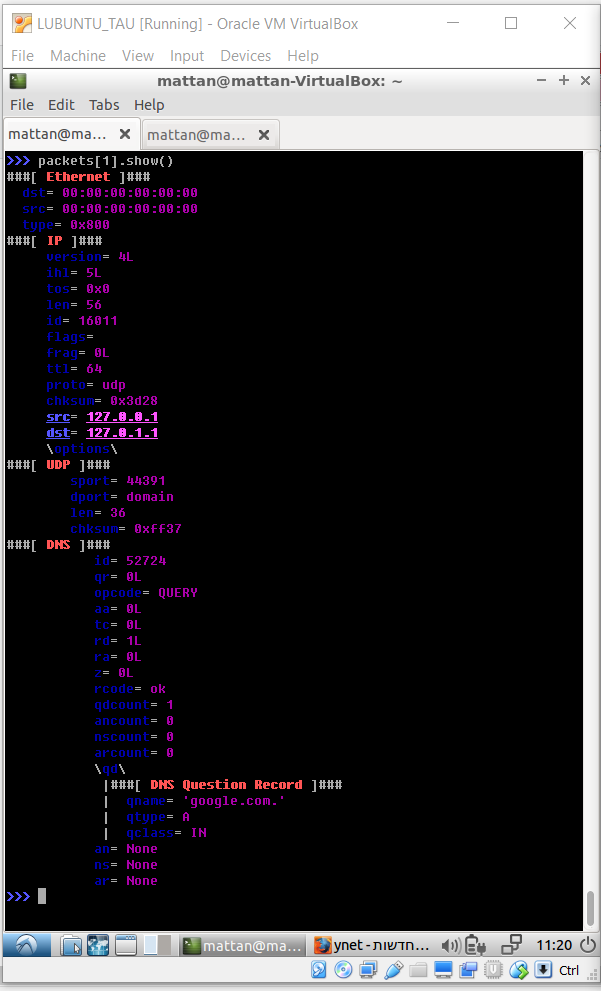 LUBUNTU_TAU [Running] - Oracle VM VirtualBox
File Machine View Input Devices Help
mattan@mattan-VirtualBox: ~
File Edit Tabs Help
mattan@ma... mattan@ma...
>>> packets[1].show()
###[ Ethernet ]###
dst= 00:00:00:00:00:00
src= 00:00:00:00:00:00
type= 0x800
###[ IP ]###
version= 4L
ihl= 5L
tos= 0x0
len= 56
id= 16011
flags=
frag= 0L
ttl= 64
proto= udp
chksum= 0x3d28
src= 127.0.0.1
dst= 127.0.1.1
\options\
###[ UDP ]###
sport= 44391
dport= domain
len= 36
chksum= 0xff37
###[ DNS ]###
id= 52724
qr= 0L
opcode= QUERY
aa= 0L
tc= 0L
rd= 1L
ra= 0L
z= 0L
rcode= ok
qdcount= 1
ancount= 0
nscount= 0
arcount= 0
\qd\
|###[ DNS Question Record ]###
| qname= 'google.com.'
| qtype= A
| qclass= IN
an= None
ns= None
ar= None
>>>
mattan@ma... ynet - חדשות... 11:20
Ctrl